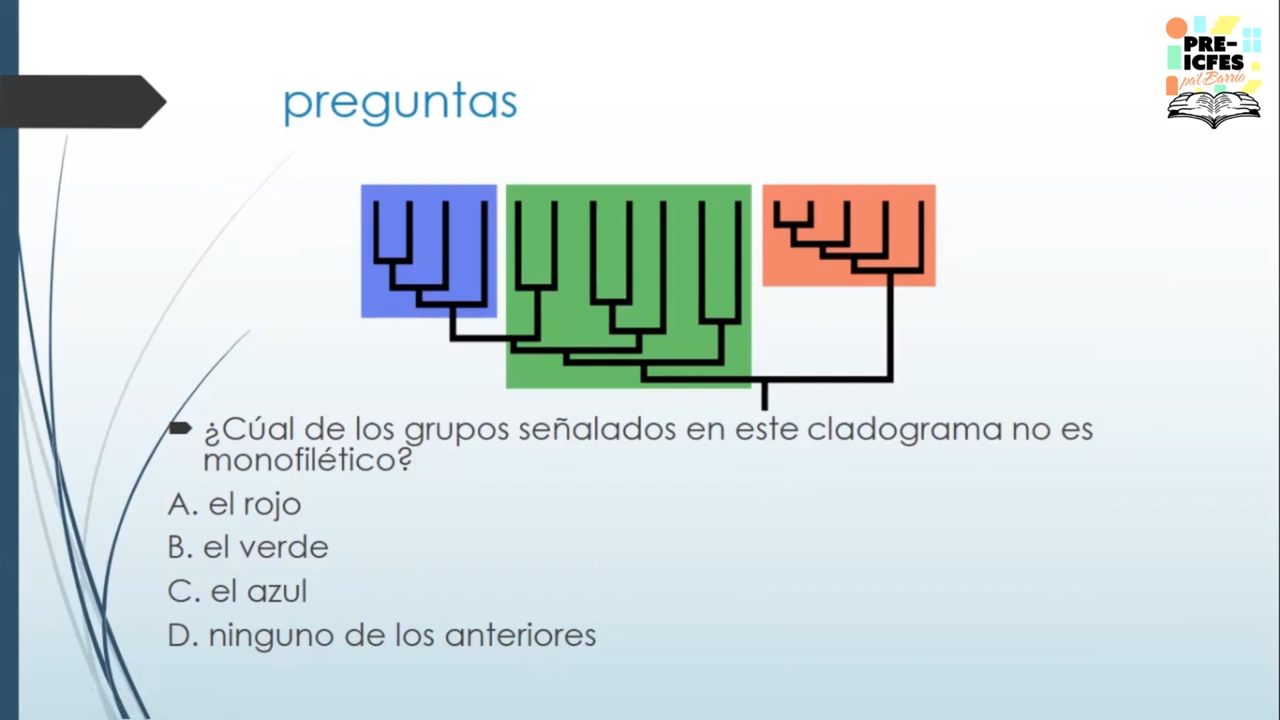 PRE-
ICFES
pal Barrio
preguntas
¿Cúal de los grupos señalados en este cladograma no es
monofilético?
A. el rojo
B. el verde
C. el azul
D. ninguno de los anteriores